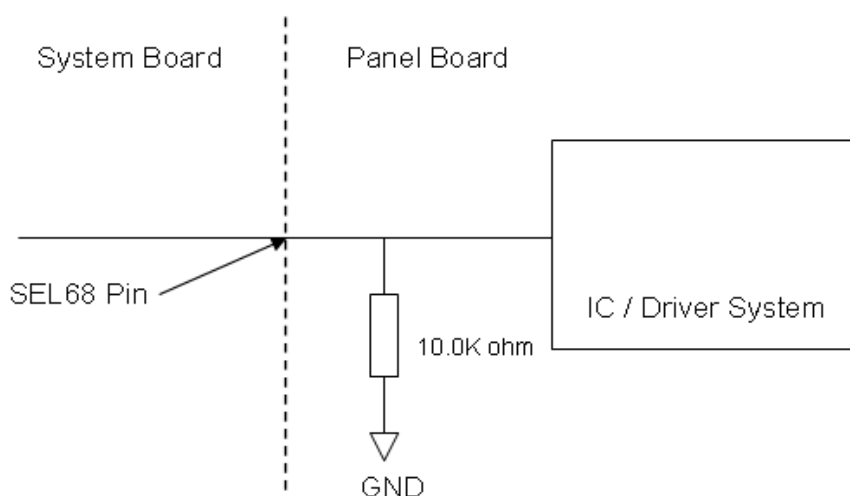 System Board
Panel Board
SEL68 Pin
IC / Driver System
10.0K ohm
GND